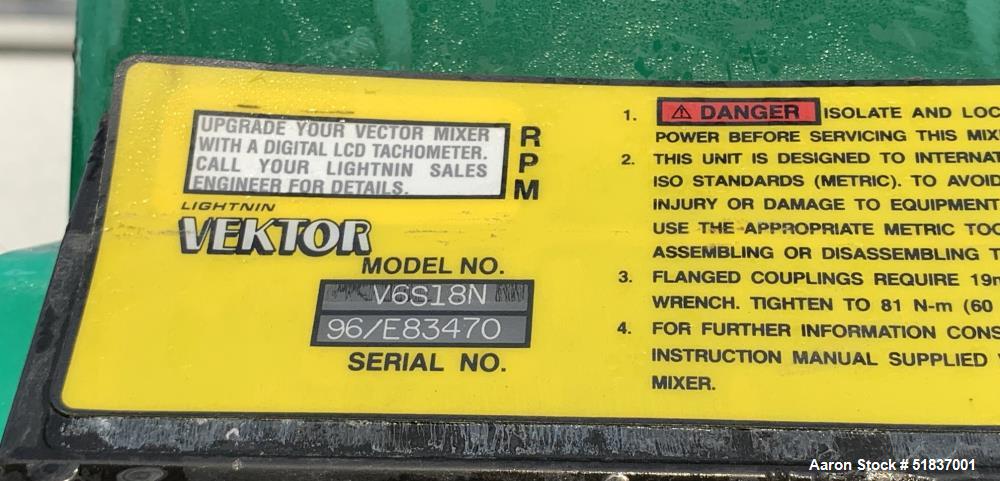 UPGRADE YOUR VECTOR MIXER
WITH A DIGITAL LCD TACHOMETER.
CALL YOUR LIGHTNIN SALES
ENGINEER FOR DETAILS.
RPM
LIGHTNIN
VEKTOR
MODEL NO.
V6S18N
96/E83470
SERIAL NO.
1. ⚠ DANGER ISOLATE AND LOC
POWER BEFORE SERVICING THIS MIX
2. THIS UNIT IS DESIGNED TO INTERNAT
ISO STANDARDS (METRIC). TO AVOID
INJURY OR DAMAGE TO EQUIPMENT
USE THE APPROPRIATE METRIC TOO
ASSEMBLING OR DISASSEMBLING T
3. FLANGED COUPLINGS REQUIRE 19m
WRENCH. TIGHTEN TO 81 N-m (60
4. FOR FURTHER INFORMATION CONS
INSTRUCTION MANUAL SUPPLIED
MIXER.
Aaron Stock # 51837001